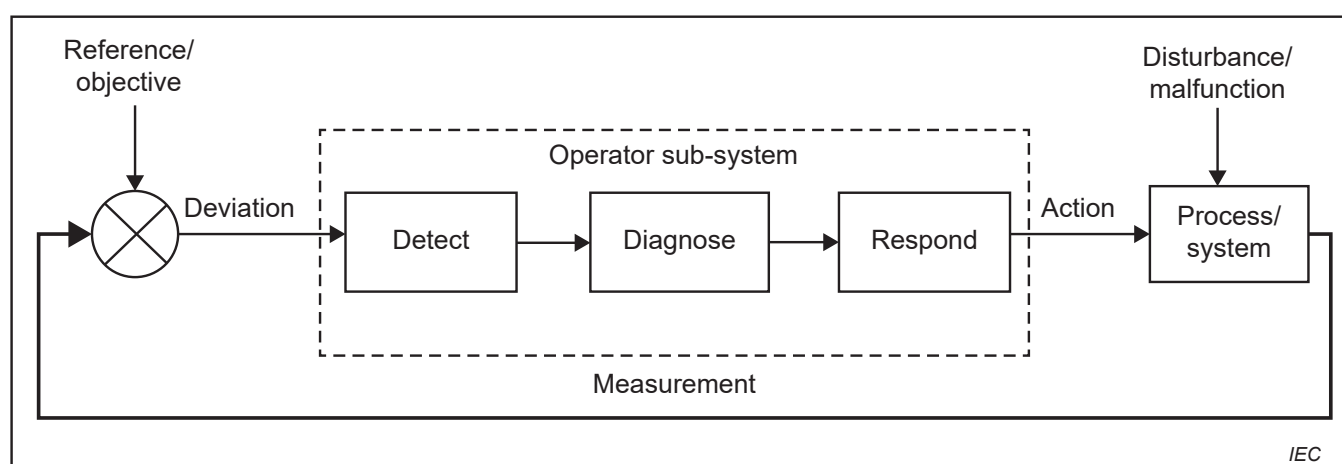 Reference/
objective
Disturbance/
malfunction
Operator sub-system
Deviation
Detect
Diagnose
Respond
Action
Process/
system
Measurement
IEC